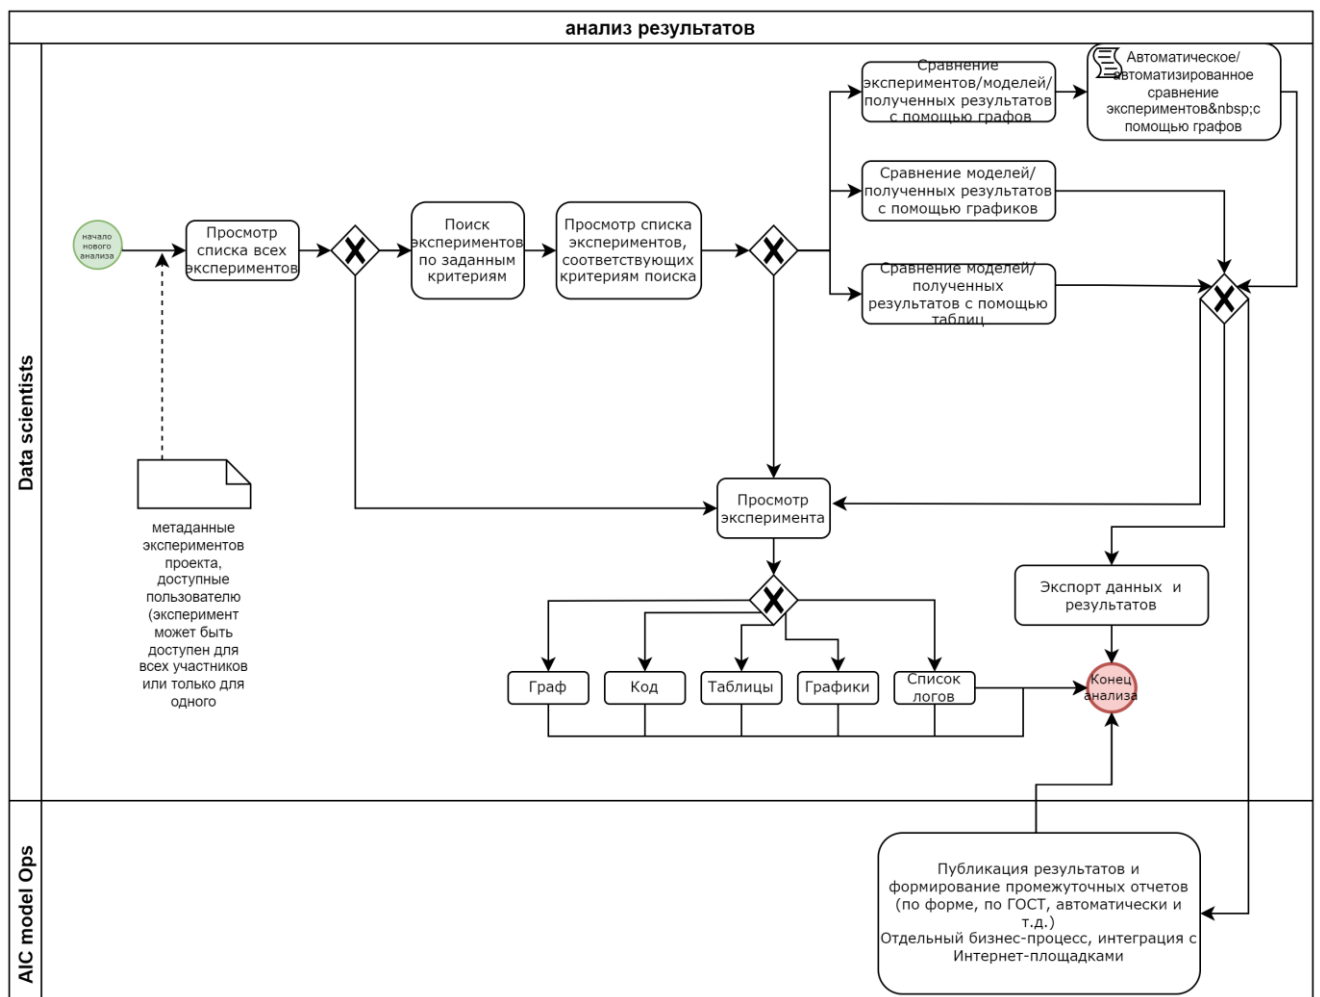 анализ результатов
Data scientists
AIC model Ops
начало
нового
анализа
Просмотр
списка всех
экспериментов
Поиск
экспериментов
по заданным
критериям
Просмотр списка
экспериментов,
соответствующих
критериям поиска
Сравнение
экспериментов/моделей/
полученных результатов
с помощью графов
Автоматическое/
автоматизированное
сравнение
экспериментов&nbsp;с
помощью графов
Сравнение моделей/
полученных результатов
с помощью графиков
Сравнение моделей/
полученных
результатов с помощью
таблиц
метаданные
экспериментов
проекта,
доступные
пользователю
(эксперимент
может быть
доступен для
всех участников
или только для
одного
Просмотр
эксперимента
Экспорт данных и
результатов
Граф
Код
Таблицы
Графики
Список
логов
Конец
анализа
Публикация результатов и
формирование промежуточных отчетов
(по форме, по ГОСТ, автоматически и
т.д.)
Отдельный бизнес-процесс, интеграция с
Интернет-площадками